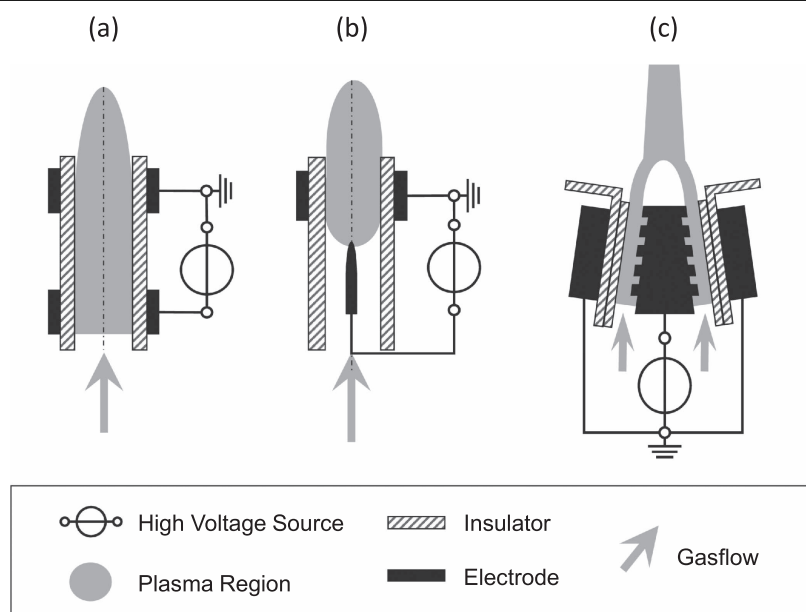 (a) (b) (c)
High Voltage Source
Insulator
Gasflow
Plasma Region
Electrode